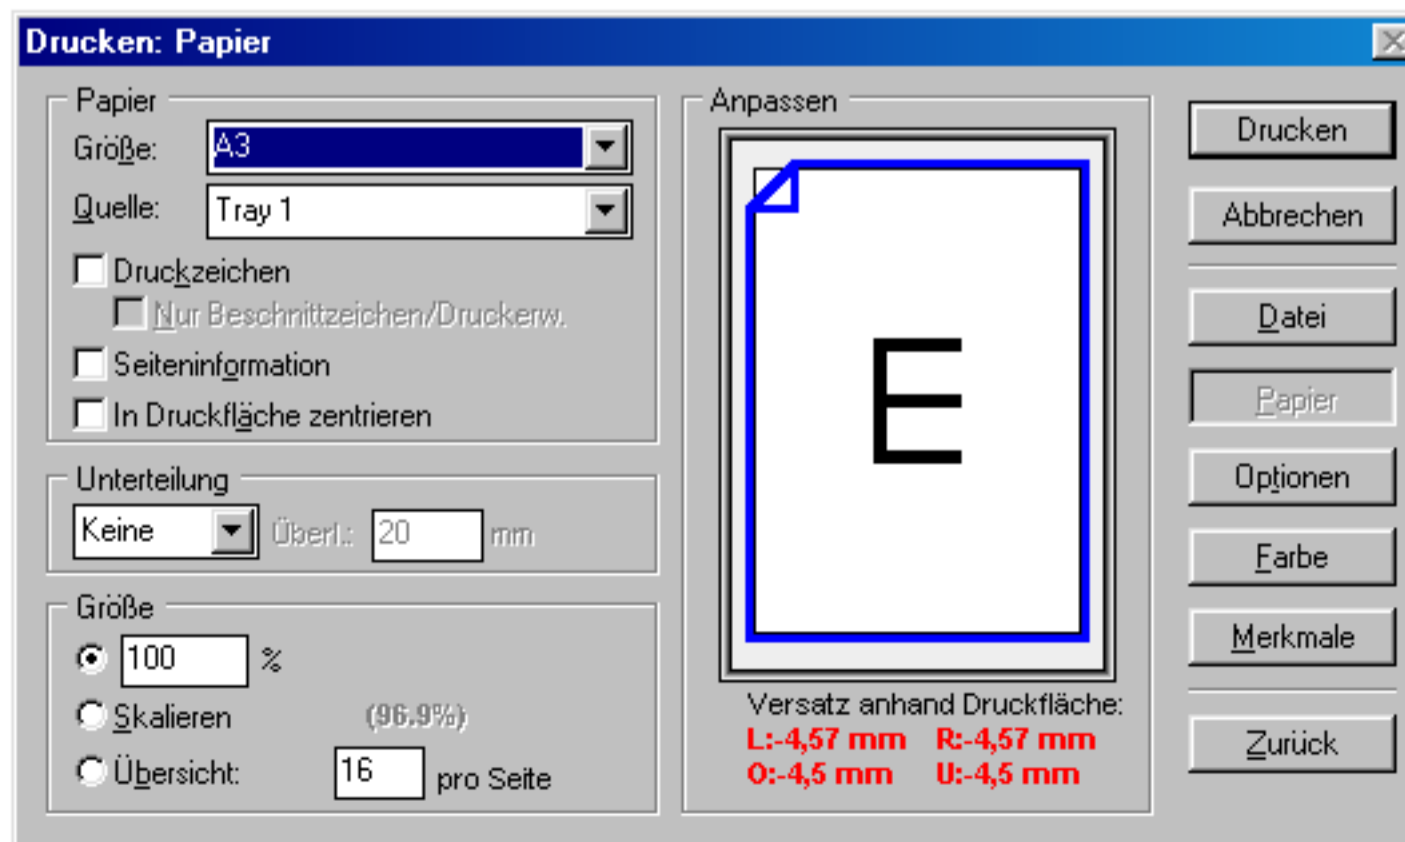 Drucken: Papier
Papier
Größe: A3
Quelle: Tray 1
Druckzeichen
Nur Beschnittzeichen/Druckerw.
Seiteninformation
In Druckfläche zentrieren
Unterteilung
Keine Überl.: 20 mm
Größe
100 %
Skalieren (96.9%)
Übersicht: 16 pro Seite
Anpassen
E
Versatz anhand Druckfläche:
L:-4,57 mm R:-4,57 mm
O:-4,5 mm U:-4,5 mm
Drucken
Abbrechen
Datei
Papier
Optionen
Farbe
Merkmale
Zurück